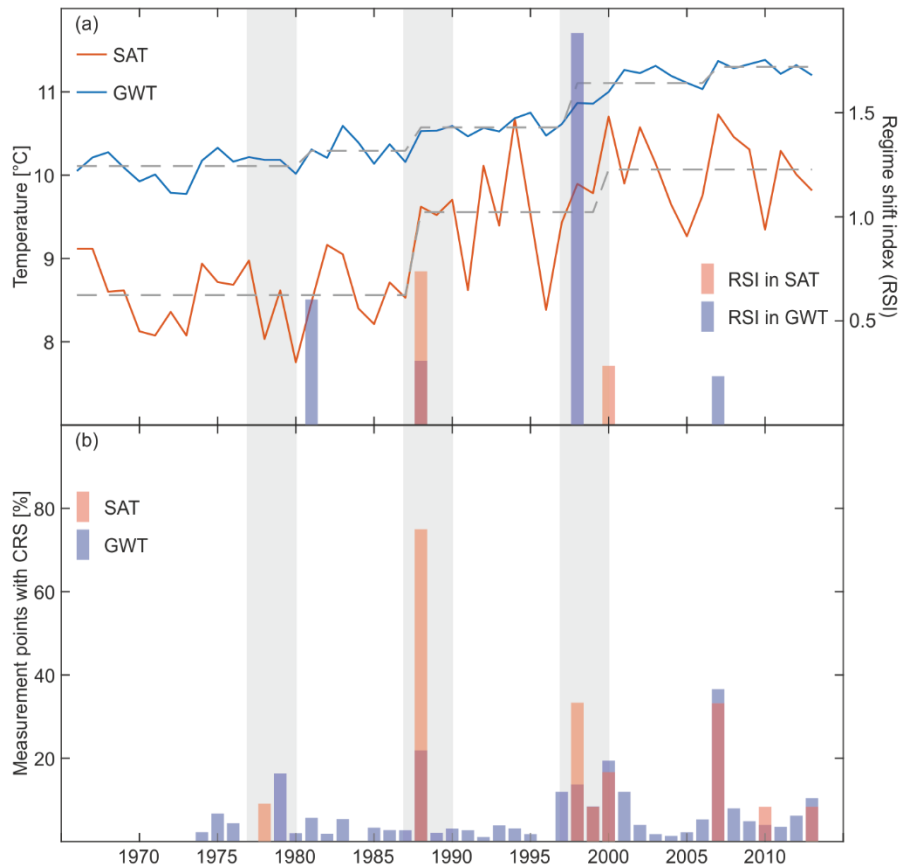 (a)
SAT
GWT
11
10
9
8
Temperature [°C]
1.5
1.0
0.5
Regime shift index (RSI)
RSI in SAT
RSI in GWT
1970 1975 1980 1985 1990 1995 2000 2005 2010
(b)
SAT
GWT
80
60
40
20
Measurement points with CRS [%]